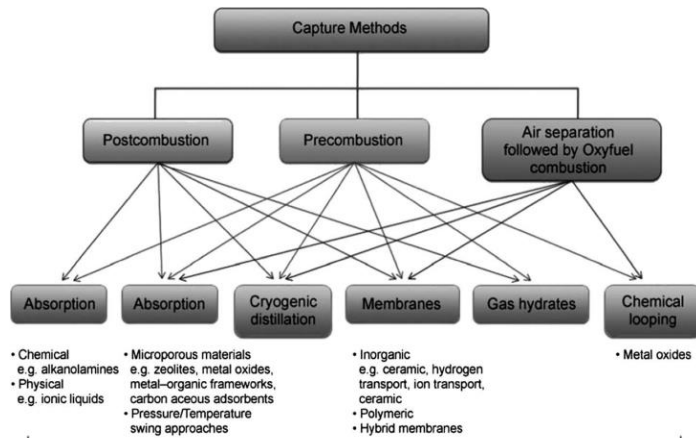 Capture Methods
Postcombustion
Precombustion
Air separation
followed by Oxyfuel
combustion
Absorption
Absorption
Cryogenic
distillation
Membranes
Gas hydrates
Chemical
looping
• Chemical
e.g. alkanolamines
• Physical
e.g. ionic liquids
• Microporous materials
e.g. zeolites, metal oxides,
metal–organic frameworks,
carbon aceous adsorbents
• Pressure/Temperature
swing approaches
• Inorganic
e.g. ceramic, hydrogen
transport, ion transport,
ceramic
• Polymeric
• Hybrid membranes
• Metal oxides